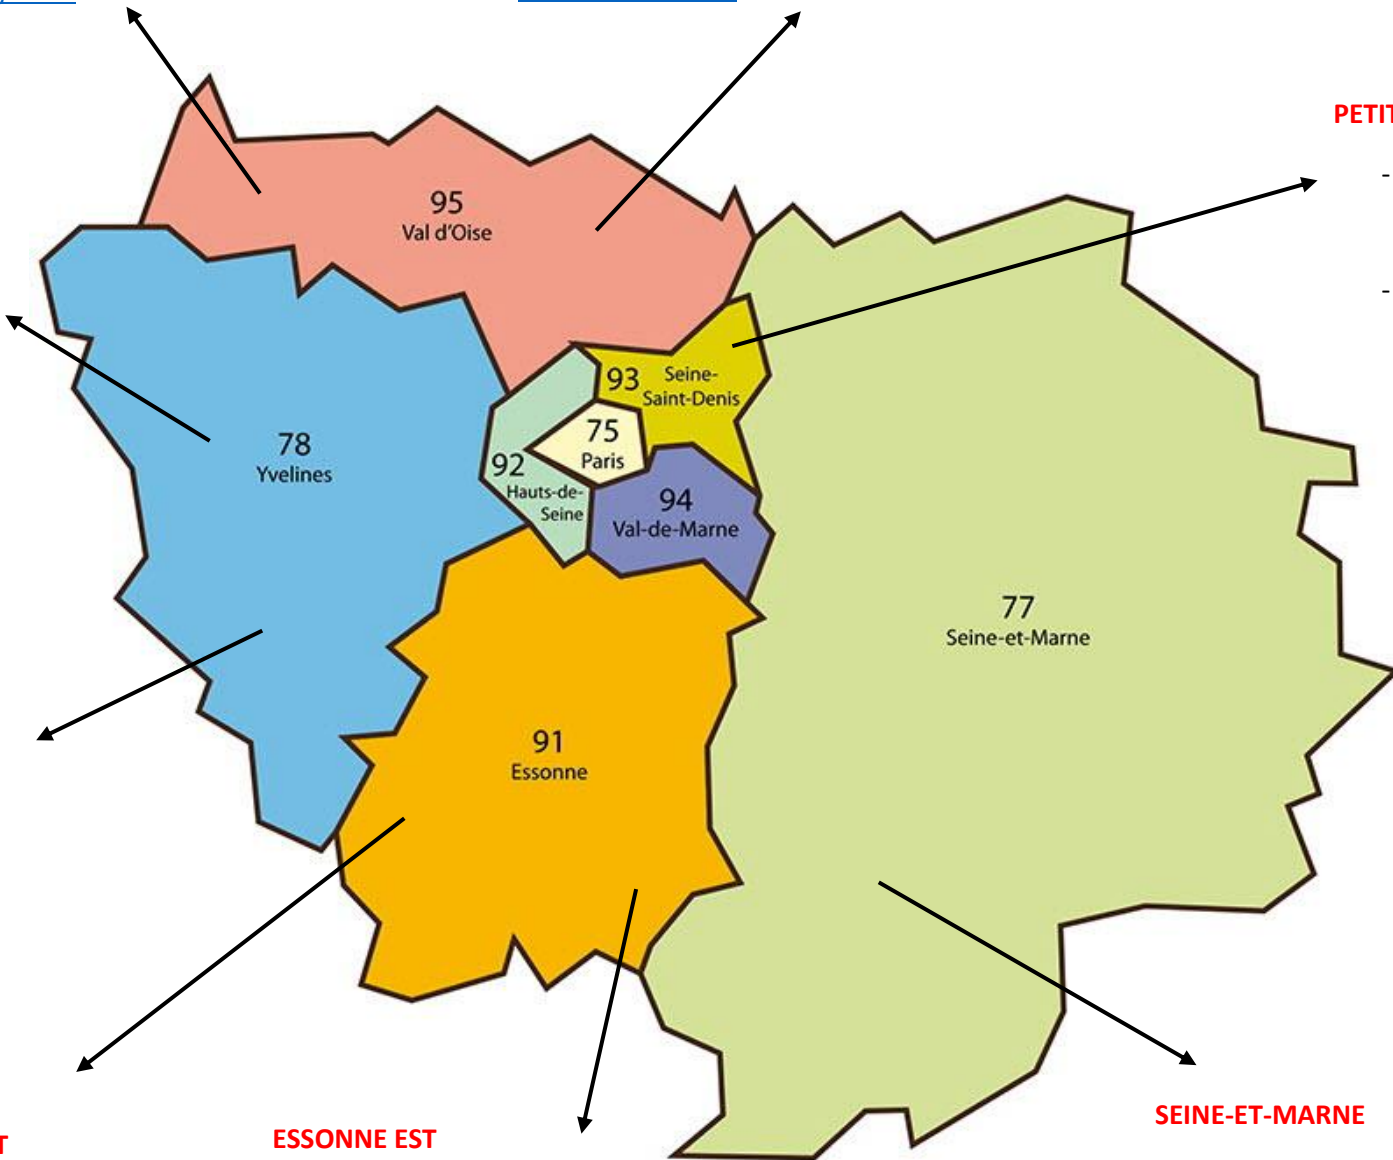 PETIT
-
-
95
Val d'Oise
93
Seine-
Saint-Denis
75
Paris
78
Yvelines
92
Hauts-de-
Seine
94
Val-de-Marne
77
Seine-et-Marne
91
Essonne
SEINE-ET-MARNE
ESSONNE EST
T